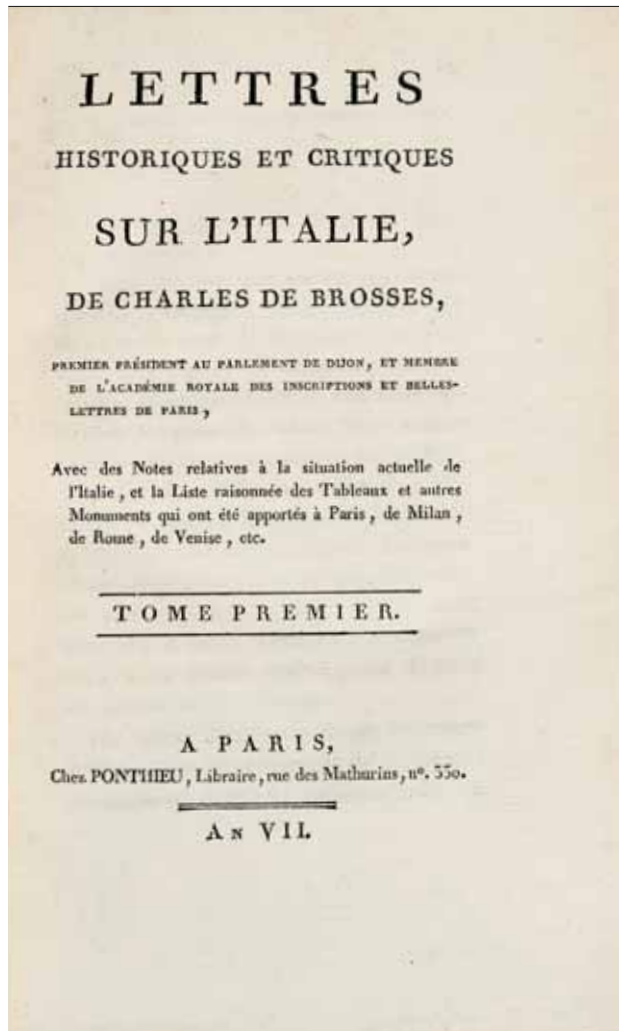 LETTRES
HISTORIQUES ET CRITIQUES
SUR L'ITALIE,
DE CHARLES DE BROSSES,
PREMIER PRÉSIDENT AU PARLEMENT DE DIJON, ET MEMBRE
DE L'ACADÉMIE ROYALE DES INSCRIPTIONS ET BELLES-
LETTRES DE PARIS,
Avec des Notes relatives à la situation actuelle de
l'Italie, et la Liste raisonnée des Tableaux et autres
Monuments qui ont été apportés à Paris, de Milan,
de Rome, de Venise, etc.
TOME PREMIER.
A PARIS,
Chez PONTHIEU, Libraire, rue des Mathurins, nº. 330.
AN VII.